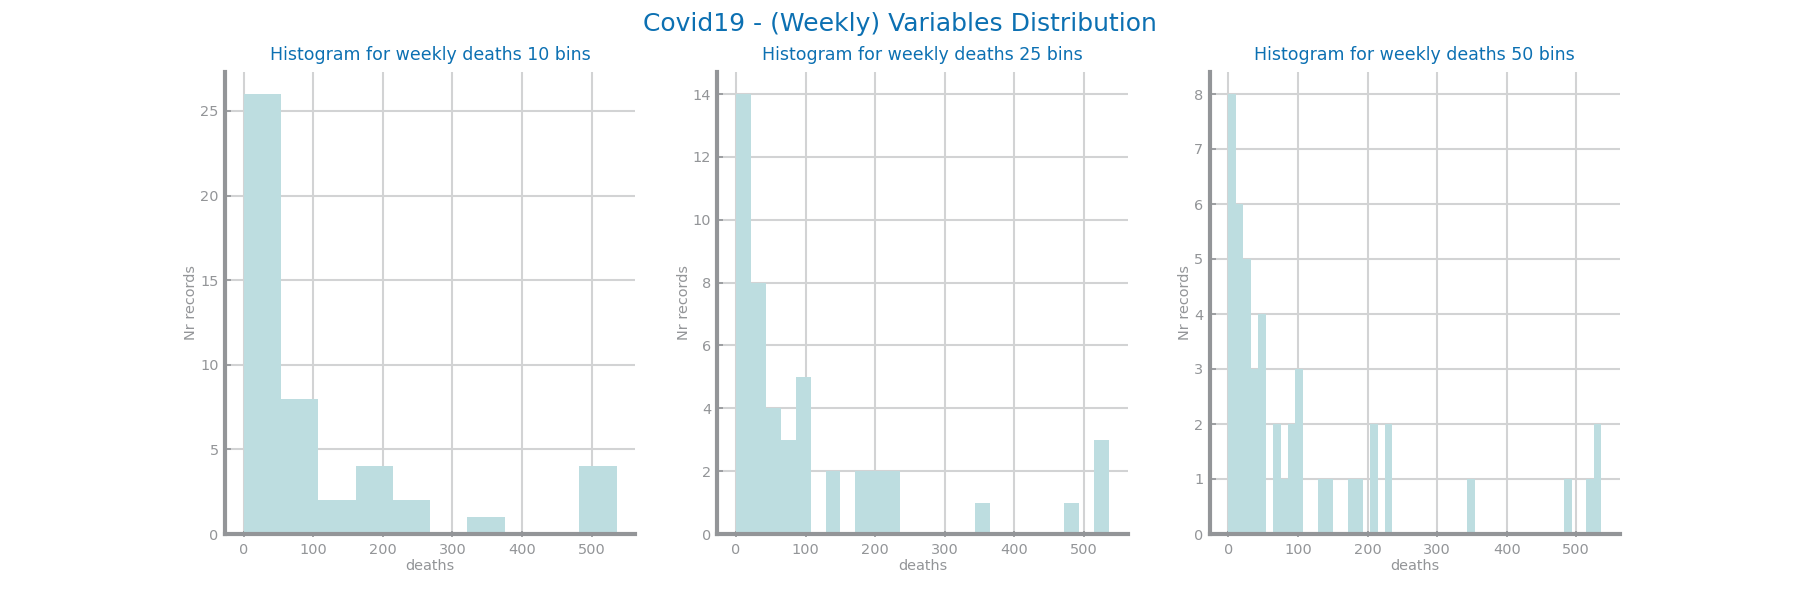 Covid19 - (Weekly) Variables Distribution
Histogram for weekly deaths 10 bins
Nr records
25
20
15
10
5
0
0 100 200 300 400 500
deaths
Histogram for weekly deaths 25 bins
Nr records
14
12
10
8
6
4
2
0
0 100 200 300 400 500
deaths
Histogram for weekly deaths 50 bins
Nr records
8
7
6
5
4
3
2
1
0
0 100 200 300 400 500
deaths